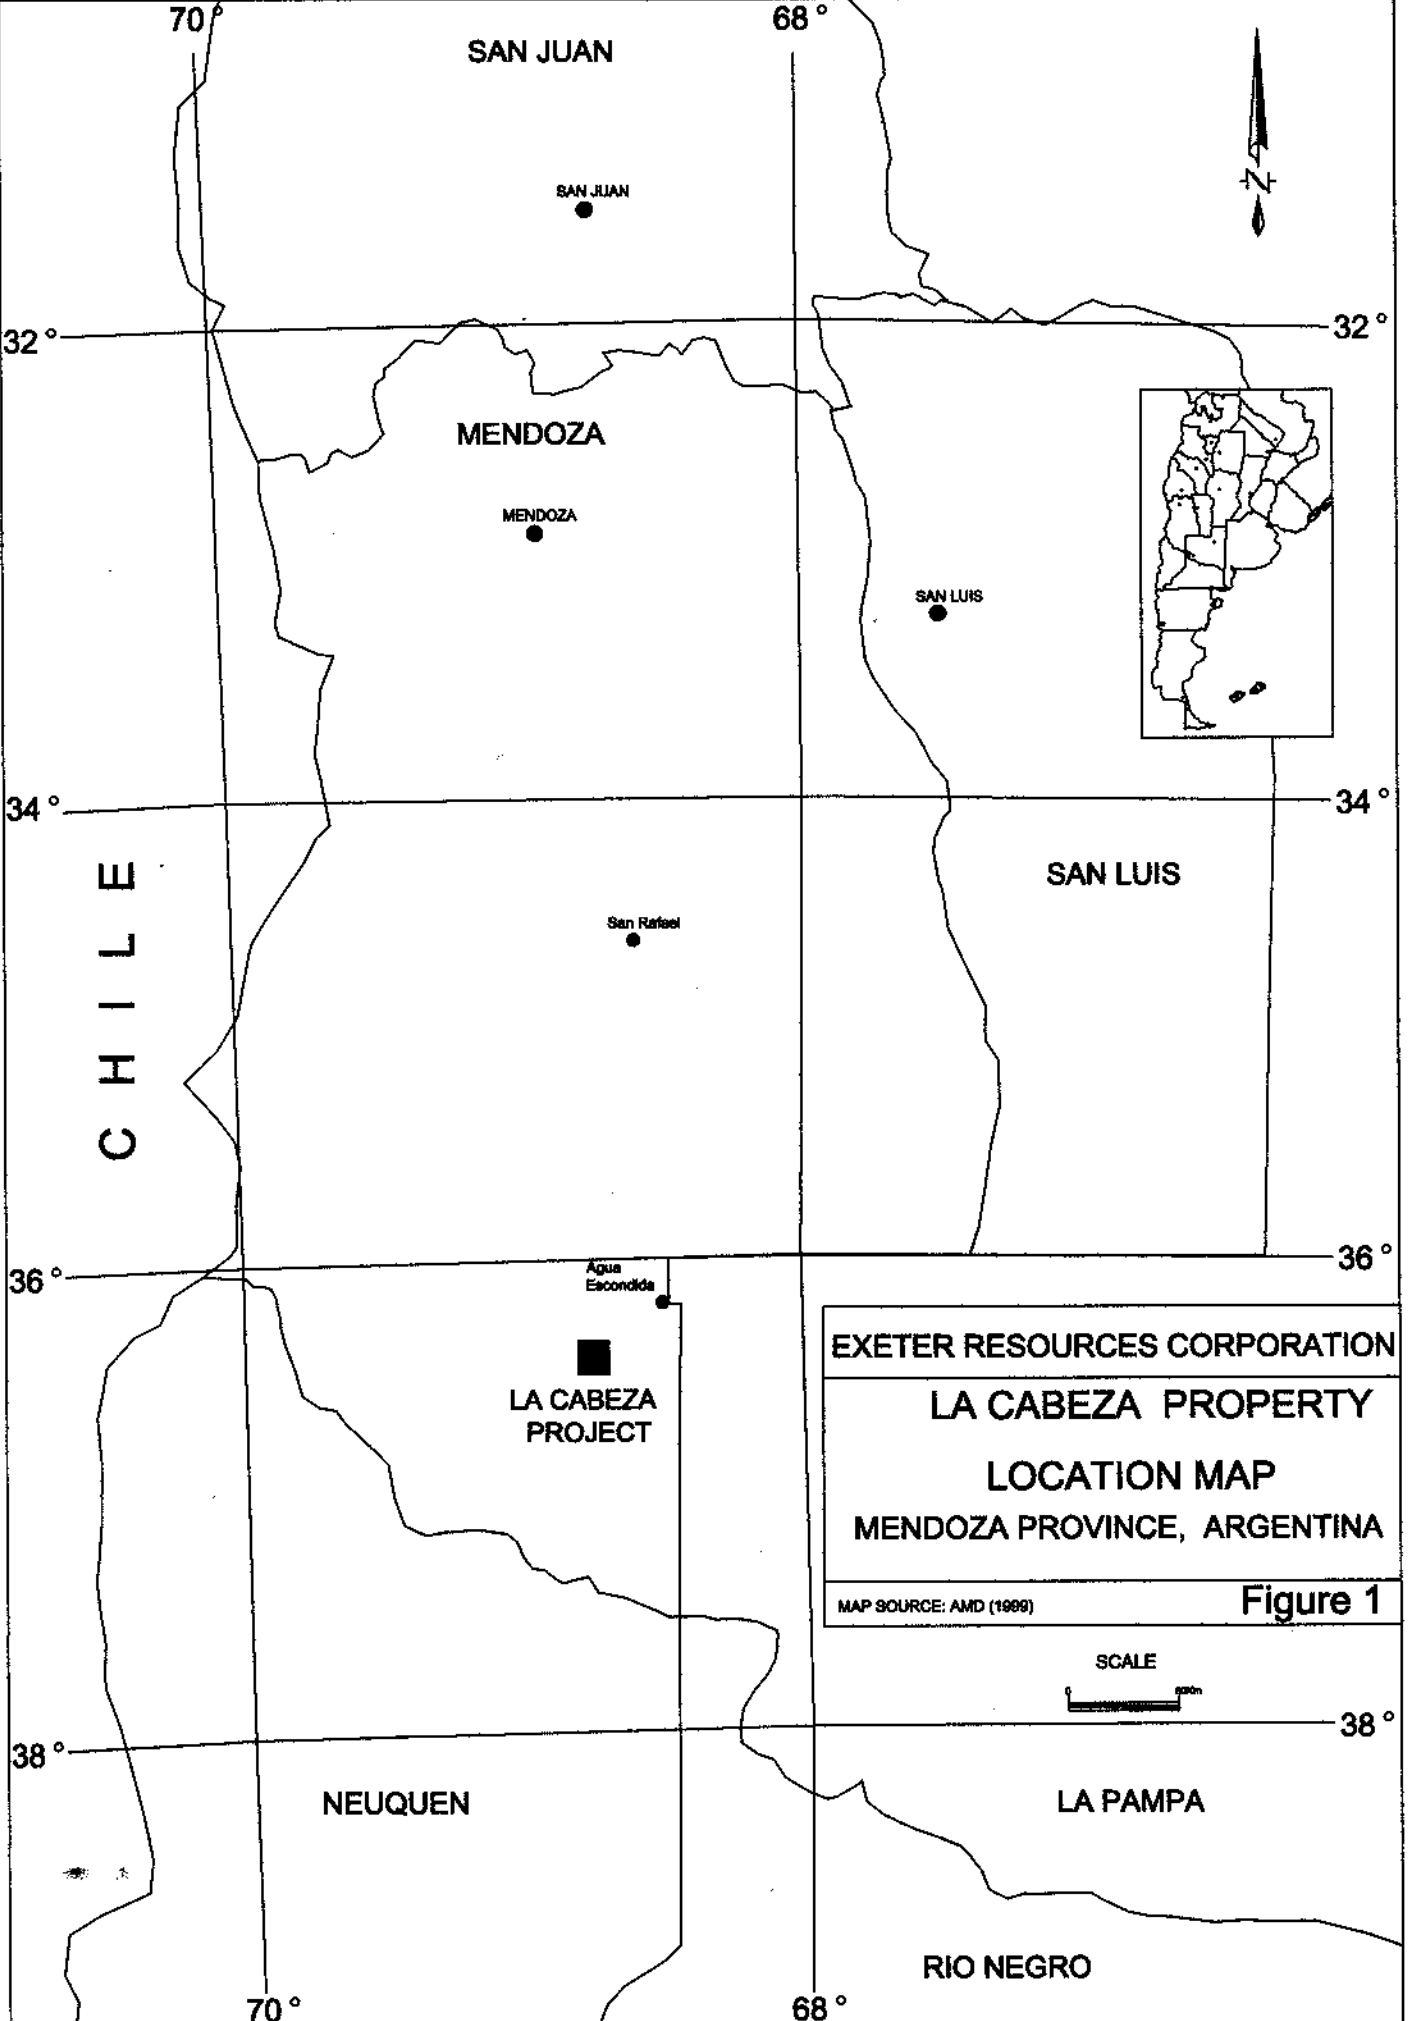 70° 68°
SAN JUAN
N
SAN JUAN
32° 32°
MENDOZA
MENDOZA
SAN LUIS
34° 34°
CHILE
SAN LUIS
San Rafael
36° 36°
Agua
Escondida
LA CABEZA
PROJECT
EXETER RESOURCES CORPORATION
LA CABEZA PROPERTY
LOCATION MAP
MENDOZA PROVINCE, ARGENTINA
MAP SOURCE: AMD (1999) Figure 1
SCALE
0
38° 38°
NEUQUEN
LA PAMPA
RIO NEGRO
70° 68°